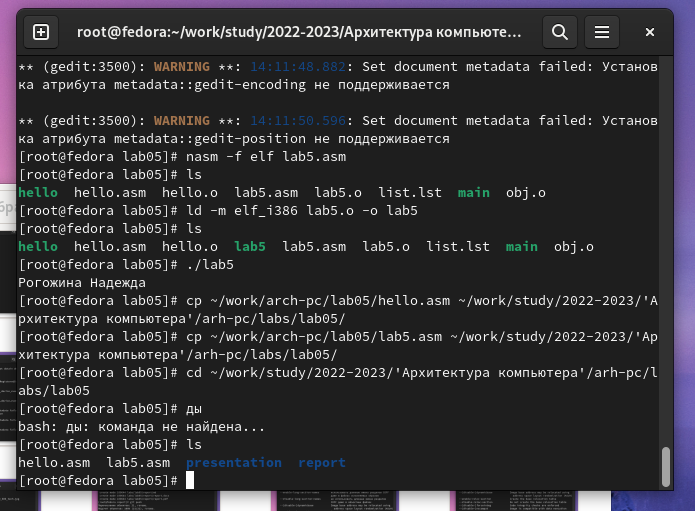 root@fedora:~/work/study/2022-2023/Архитектура компьюте…
** (gedit:3500): WARNING **: 14:11:48.882: Set document metadata failed: Установ
ка атрибута metadata::gedit-encoding не поддерживается
** (gedit:3500): WARNING **: 14:11:50.596: Set document metadata failed: Установ
ка атрибута metadata::gedit-position не поддерживается
[root@fedora lab05]# nasm -f elf lab5.asm
[root@fedora lab05]# ls
hello hello.asm hello.o lab5.asm lab5.o list.lst main obj.o
[root@fedora lab05]# ld -m elf_i386 lab5.o -o lab5
[root@fedora lab05]# ls
hello hello.asm hello.o lab5 lab5.asm lab5.o list.lst main obj.o
[root@fedora lab05]# ./lab5
Рогожина Надежда
[root@fedora lab05]# cp ~/work/arch-pc/lab05/hello.asm ~/work/study/2022-2023/'А
рхитектура компьютера'/arh-pc/labs/lab05/
[root@fedora lab05]# cp ~/work/arch-pc/lab05/lab5.asm ~/work/study/2022-2023/'Ар
хитектура компьютера'/arh-pc/labs/lab05/
[root@fedora lab05]# cd ~/work/study/2022-2023/'Архитектура компьютера'/arh-pc/l
abs/lab05
[root@fedora lab05]# ды
bash: ды: команда не найдена...
[root@fedora lab05]# ls
hello.asm lab5.asm presentation report
[root@fedora lab05]#